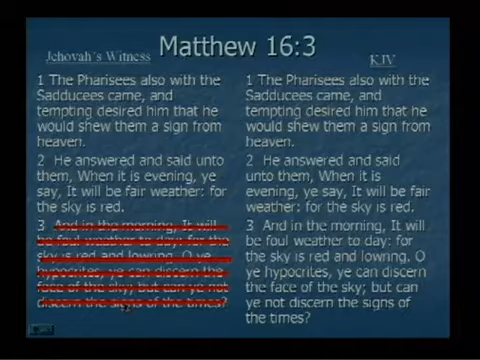 Matthew 16:3
Jehovah's Witness
KJV
1 The Pharisees also with the
Sadducees came, and
tempting desired him that he
would shew them a sign from
heaven.
2 He answered and said unto
them, When it is evening, ye
say, It will be fair weather: for
the sky is red.
3 And in the morning, It will
be foul weather to day: for the
sky is red and lowring. O ye
hypocrites, ye can discern the
face of the sky; but can ye not
discern the signs of the times?
1 The Pharisees also with the
Sadducees came, and
tempting desired him that he
would shew them a sign from
heaven.
2 He answered and said
unto them, When it is
evening, ye say, It will be fair
weather: for the sky is red.
3 And in the morning, It will
be foul weather to day: for
the sky is red and lowring. O
ye hypocrites, ye can discern
the face of the sky; but can
ye not discern the signs of
the times?